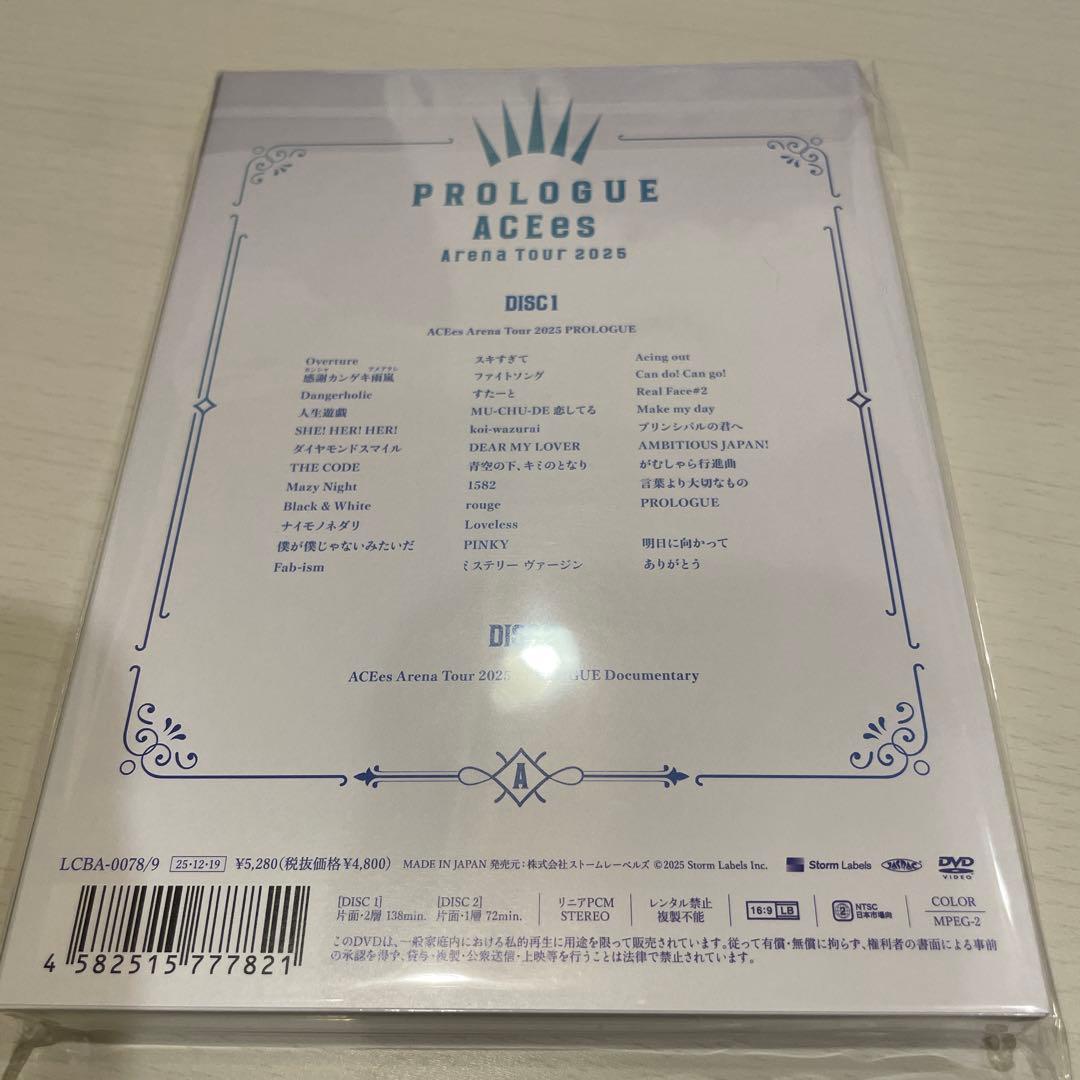 PROLOGUE
ACEes
Arena Tour 2025
DISC1
ACEes Arena Tour 2025 PROLOGUE
Overture
カンシャ アメアラシ
感謝カンゲキ雨嵐
Dangerholic
人生遊戯
SHE! HER! HER!
ダイヤモンドスマイル
THE CODE
Mazy Night
Black & White
ナイモノネダリ
僕が僕じゃないみたいだ
Fab-ism
スキすぎて
ファイトソング
すたーと
MU-CHU-DE 恋してる
koi-wazurai
DEAR MY LOVER
青空の下、キミのとなり
1582
rouge
Loveless
PINKY
ミステリー ヴァージン
Acing out
Can do! Can go!
Real Face#2
Make my day
プリンシパルの君へ
AMBITIOUS JAPAN!
がむしゃら行進曲
言葉より大切なもの
PROLOGUE
明日に向かって
ありがとう
ACEes Arena Tour 2025 Documentary
A
LCBA-0078/9 25・12・19 ¥5,280(税抜価格¥4,800) MADE IN JAPAN 発売元：株式会社ストームレーベルズ ©2025 Storm Labels Inc. Storm Labels JASRAC DVD VIDEO
[DISC 1] 片面・2層 138min.
[DISC 2] 片面・1層 72min.
リニアPCM STEREO
レンタル禁止 複製不能
16:9 LB
2 NTSC 日本市場向
COLOR MPEG-2
このDVDは、一般家庭内における私的再生に用途を限って販売されています。従って有償・無償に拘らず、権利者の書面による事前
の承認を得ず、貸与・複製・公衆送信・上映等を行うことは法律で禁止されています。
4 582515 777821